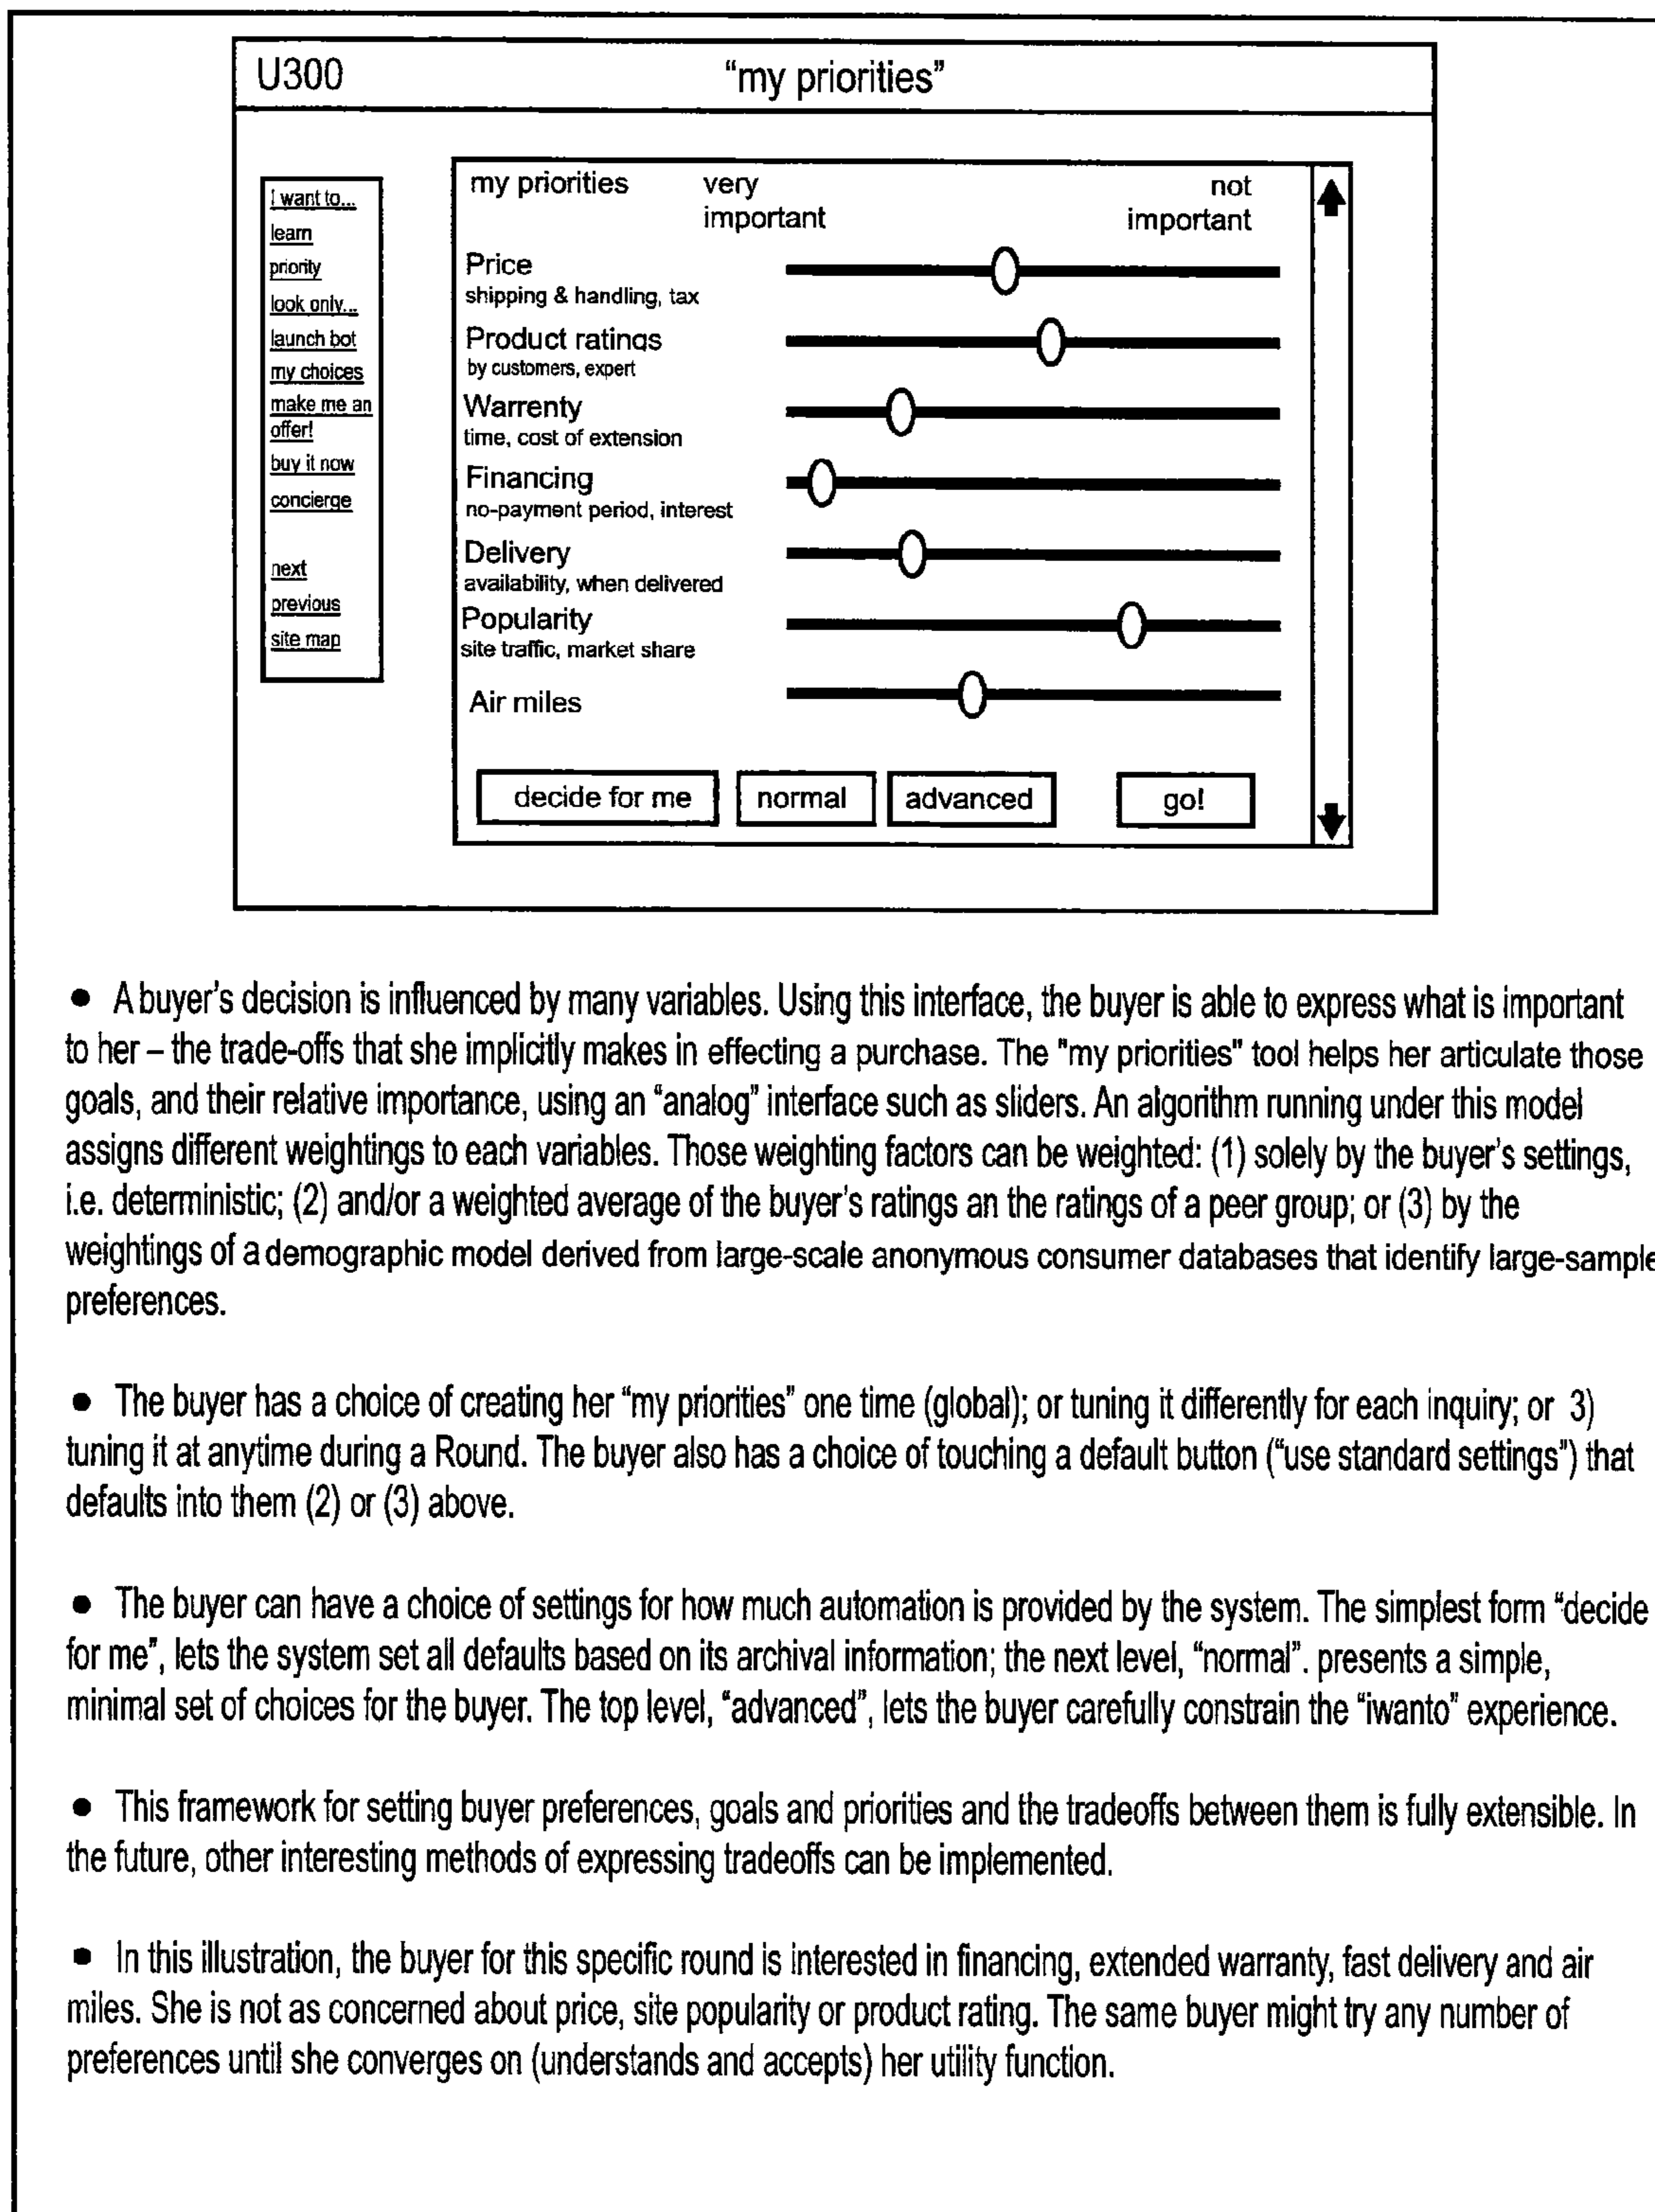 U300
“my priorities”
I want to...
learn
priority
look only...
launch bot
my choices
make me an
offer!
buy it now
concierge
next
previous
site map
my priorities
very
important
not
important
Price
shipping & handling, tax
Product ratings
by customers, expert
Warrenty
time, cost of extension
Financing
no-payment period, interest
Delivery
availability, when delivered
Popularity
site traffic, market share
Air miles
decide for me
normal
advanced
go!
● A buyer's decision is influenced by many variables. Using this interface, the buyer is able to express what is important
to her – the trade-offs that she implicitly makes in effecting a purchase. The "my priorities" tool helps her articulate those
goals, and their relative importance, using an “analog” interface such as sliders. An algorithm running under this model
assigns different weightings to each variables. Those weighting factors can be weighted: (1) solely by the buyer's settings,
i.e. deterministic; (2) and/or a weighted average of the buyer's ratings an the ratings of a peer group; or (3) by the
weightings of a demographic model derived from large-scale anonymous consumer databases that identify large-sample
preferences.
● The buyer has a choice of creating her “my priorities” one time (global); or tuning it differently for each inquiry; or 3)
tuning it at anytime during a Round. The buyer also has a choice of touching a default button (“use standard settings”) that
defaults into them (2) or (3) above.
● The buyer can have a choice of settings for how much automation is provided by the system. The simplest form “decide
for me”, lets the system set all defaults based on its archival information; the next level, “normal”. presents a simple,
minimal set of choices for the buyer. The top level, “advanced”, lets the buyer carefully constrain the “iwanto” experience.
● This framework for setting buyer preferences, goals and priorities and the tradeoffs between them is fully extensible. In
the future, other interesting methods of expressing tradeoffs can be implemented.
● In this illustration, the buyer for this specific round is interested in financing, extended warranty, fast delivery and air
miles. She is not as concerned about price, site popularity or product rating. The same buyer might try any number of
preferences until she converges on (understands and accepts) her utility function.